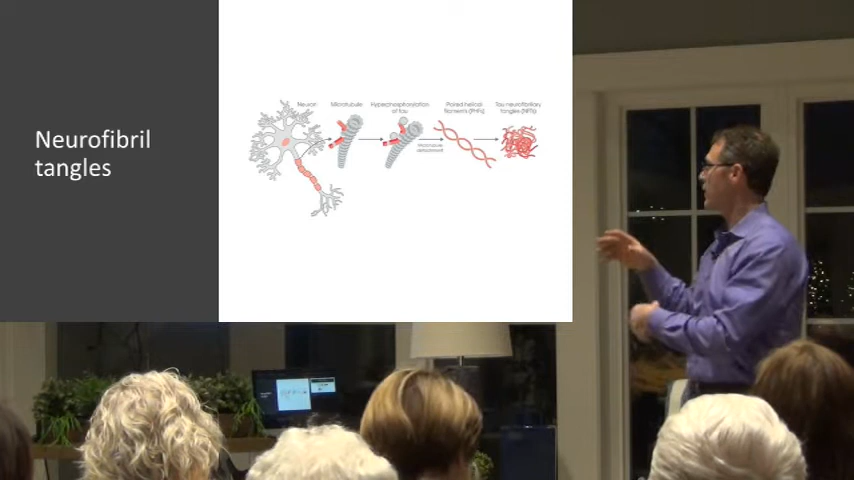 Neurofibril
tangles
Neuron
Microtubule
Hyperphosphorylation
of tau
Paired helical
filaments (PHFs)
Tau neurofibrillary
tangles (NFTs)
Microtubule
detachment